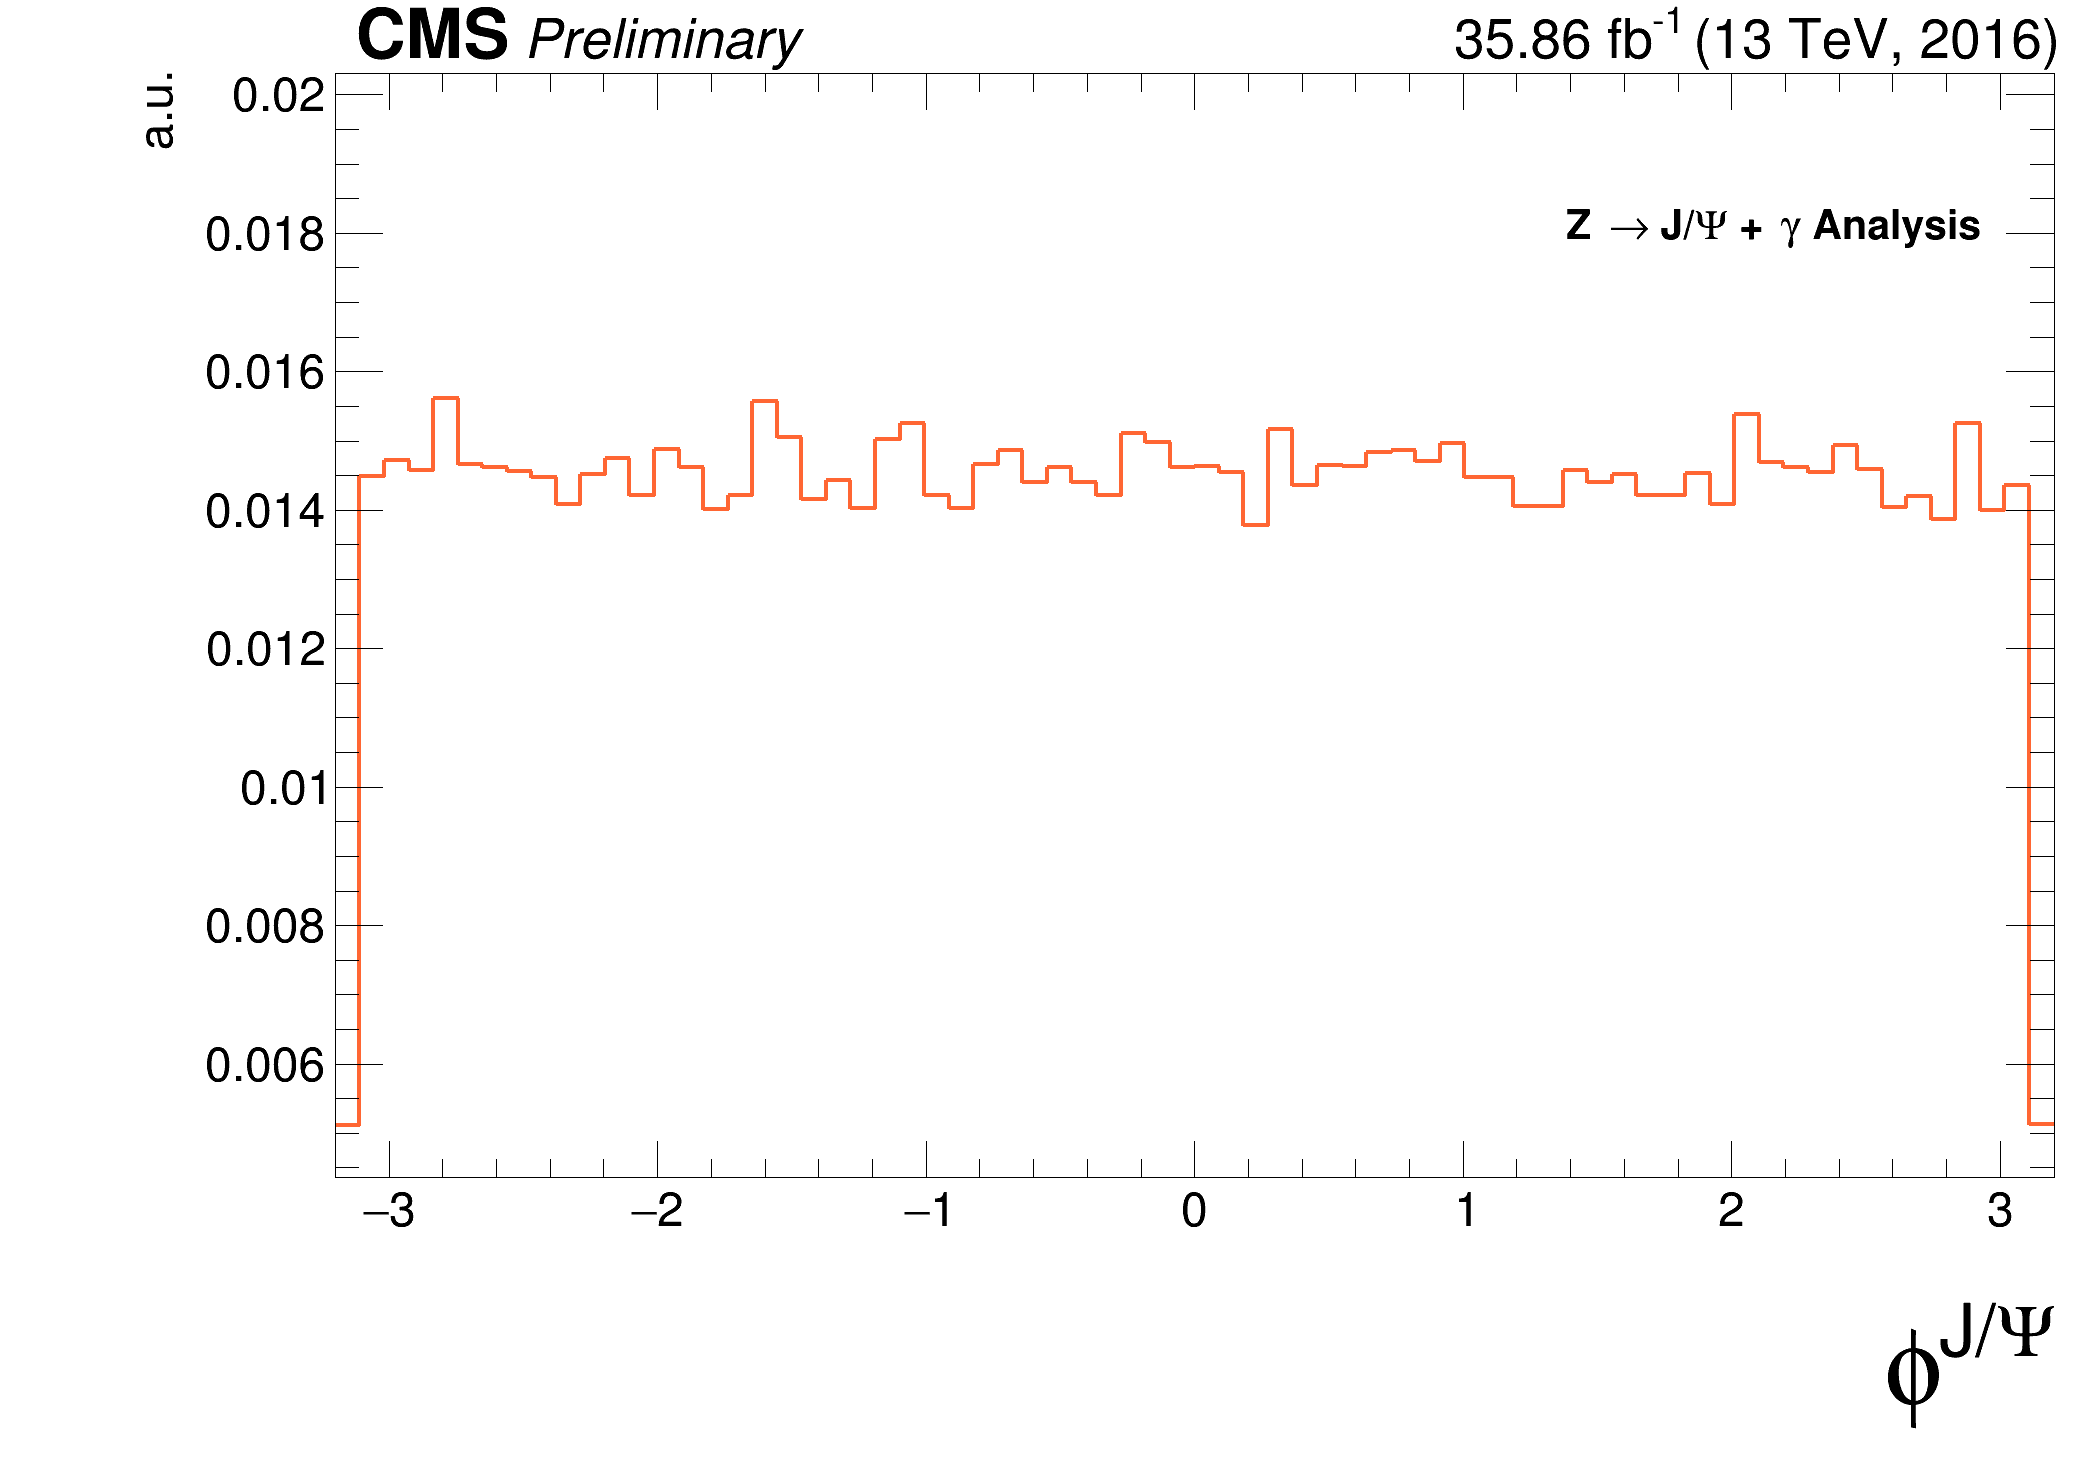 CMS Preliminary 35.86 fb⁻¹ (13 TeV, 2016)
a.u.
0.02
0.018
Z → J/Ψ + γ Analysis
0.016
0.014
0.012
0.01
0.008
0.006
−3 −2 −1 0 1 2 3
ϕ^J/Ψ